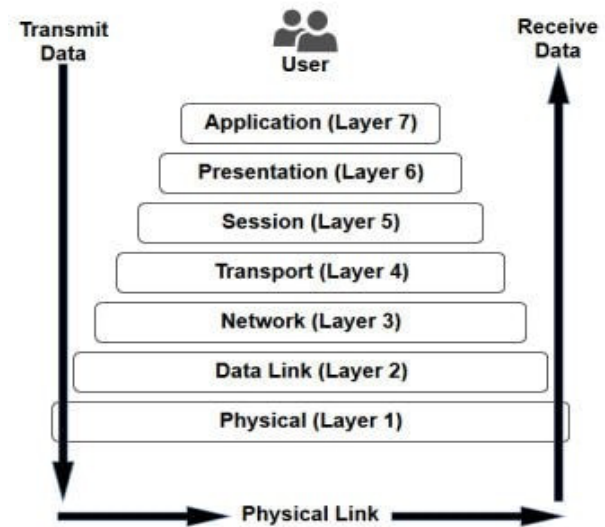 Transmit
Data
User
Receive
Data
Application (Layer 7)
Presentation (Layer 6)
Session (Layer 5)
Transport (Layer 4)
Network (Layer 3)
Data Link (Layer 2)
Physical (Layer 1)
Physical Link